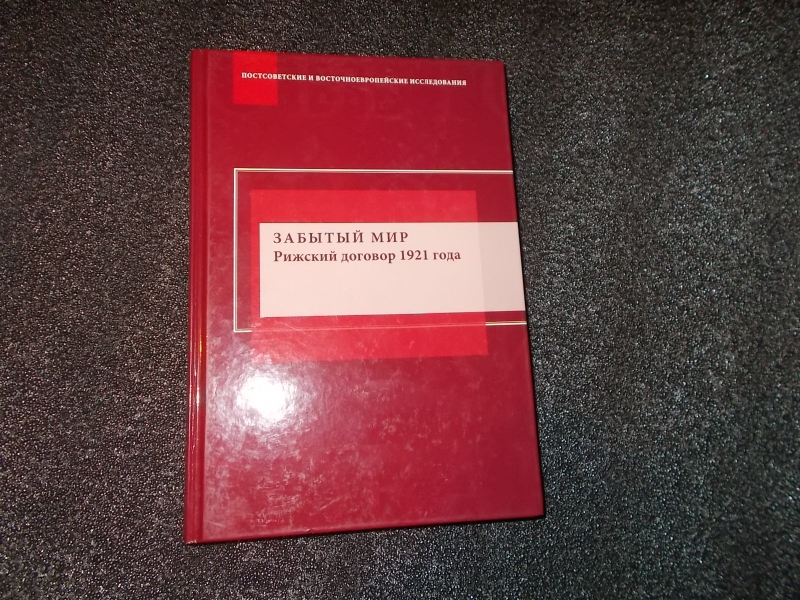 ПОСТСОВЕТСКИЕ И ВОСТОЧНОЕВРОПЕЙСКИЕ ИССЛЕДОВАНИЯ
ЗАБЫТЫЙ МИР
Рижский договор 1921 года